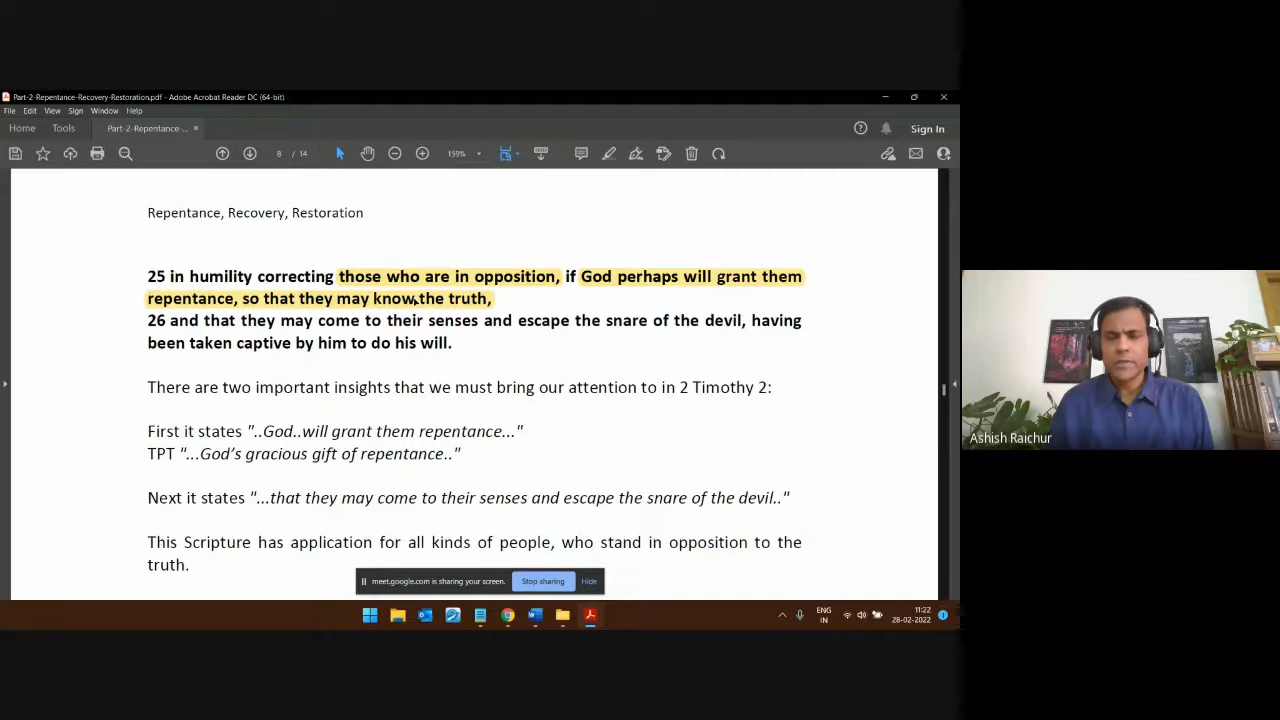 Part-2-Repentance-Recovery-Restoration.pdf - Adobe Acrobat Reader DC (64-bit)
File Edit View Sign Window Help
Home Tools Part-2-Repentance-... × Sign In
8 / 14 159%
Repentance, Recovery, Restoration
25 in humility correcting those who are in opposition, if God perhaps will grant them
repentance, so that they may know the truth,
26 and that they may come to their senses and escape the snare of the devil, having
been taken captive by him to do his will.
There are two important insights that we must bring our attention to in 2 Timothy 2:
First it states "..God..will grant them repentance..."
TPT "...God’s gracious gift of repentance.."
Next it states "...that they may come to their senses and escape the snare of the devil.."
This Scripture has application for all kinds of people, who stand in opposition to the
truth.
meet.google.com is sharing your screen. Stop sharing Hide
ENG
IN
11:22
28-02-2022
Ashish Raichur